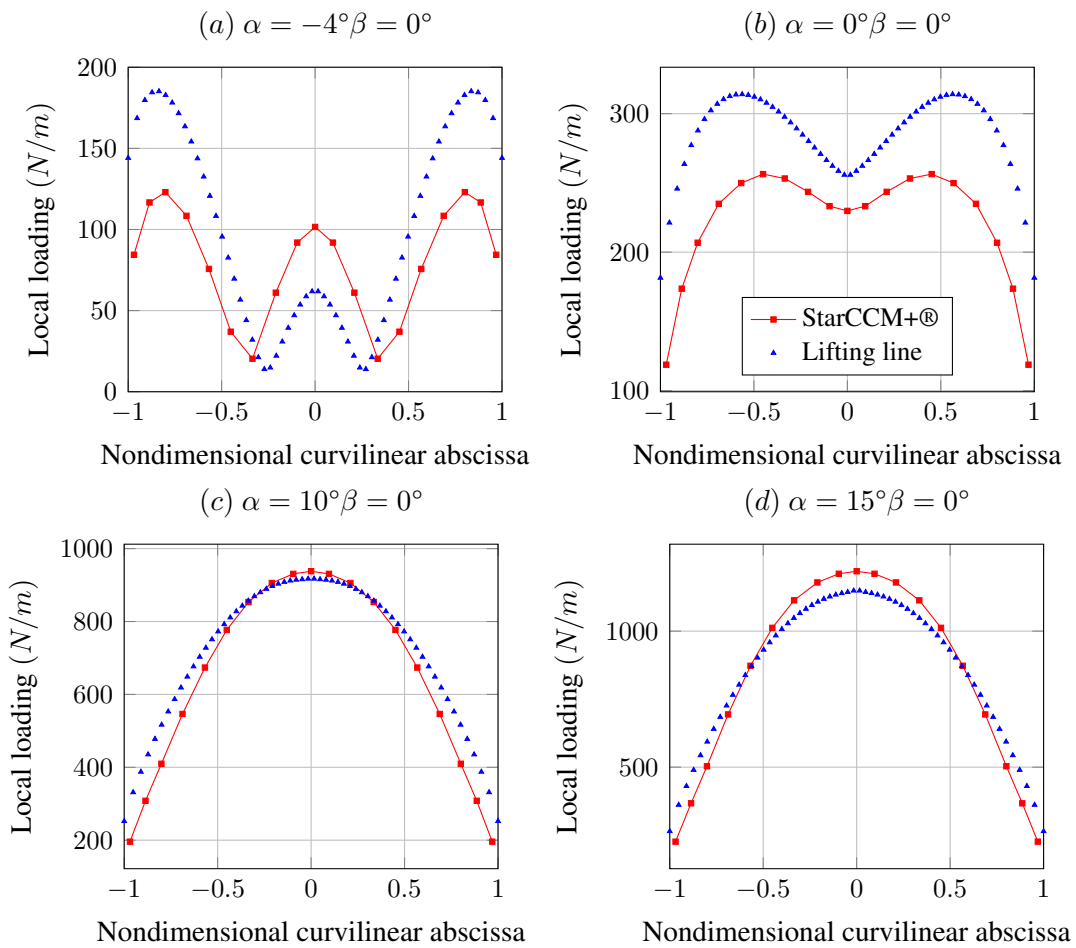 (a) α = −4°β = 0°
200
150
100
50
0
−1 −0.5 0 0.5 1
Local loading (N/m)
Nondimensional curvilinear abscissa
(b) α = 0°β = 0°
300
200
100
−1 −0.5 0 0.5 1
Local loading (N/m)
StarCCM+®
Lifting line
Nondimensional curvilinear abscissa
(c) α = 10°β = 0°
1000
800
600
400
200
−1 −0.5 0 0.5 1
Local loading (N/m)
Nondimensional curvilinear abscissa
(d) α = 15°β = 0°
1000
500
−1 −0.5 0 0.5 1
Local loading (N/m)
Nondimensional curvilinear abscissa